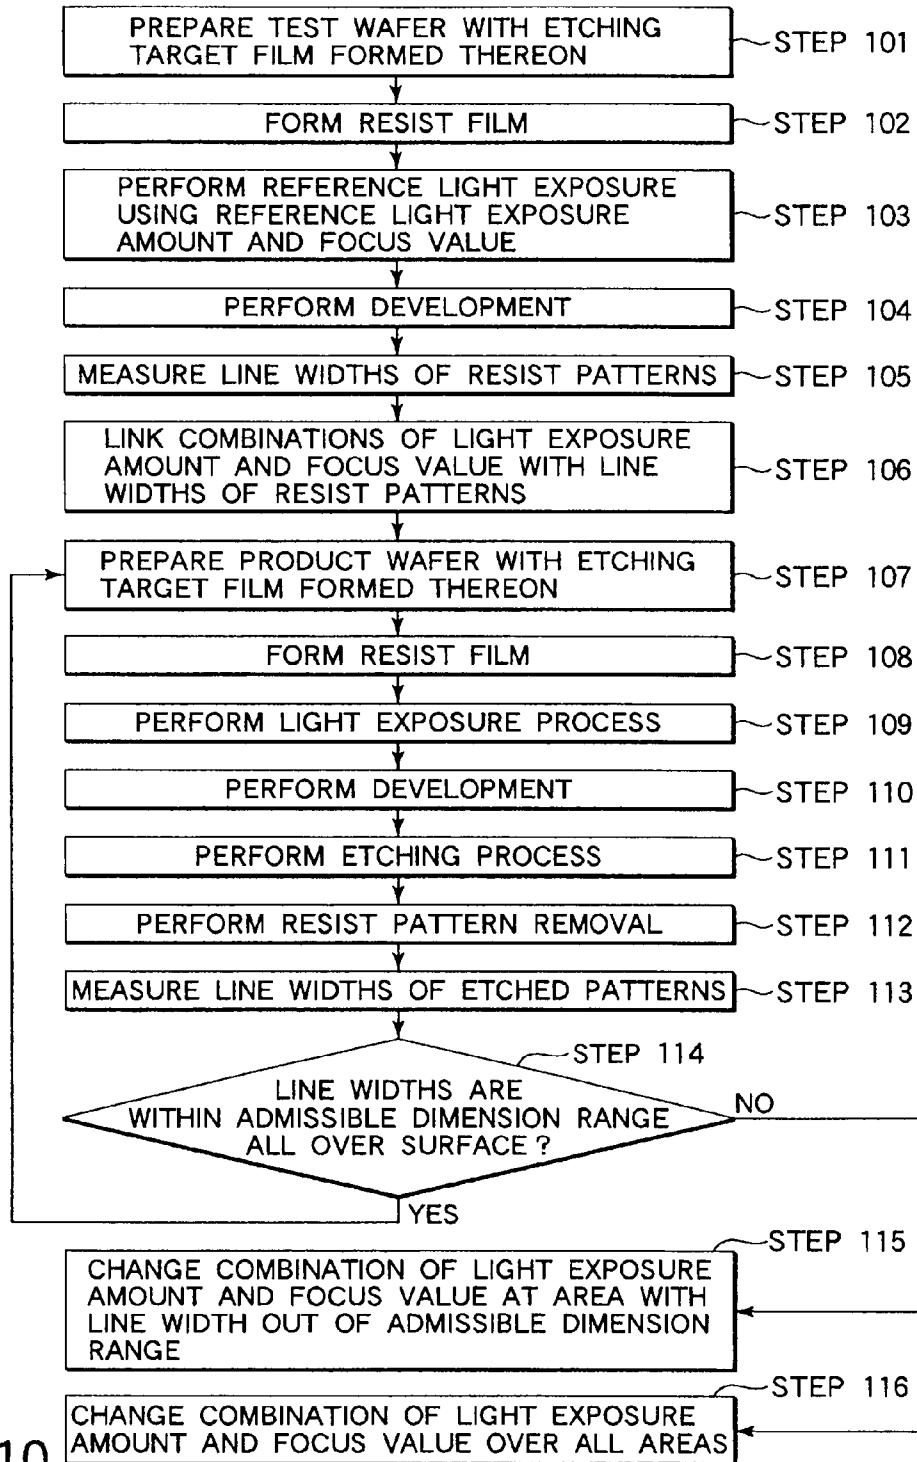 PREPARE TEST WAFER WITH ETCHING
TARGET FILM FORMED THEREON
STEP 101
FORM RESIST FILM
STEP 102
PERFORM REFERENCE LIGHT EXPOSURE
USING REFERENCE LIGHT EXPOSURE
AMOUNT AND FOCUS VALUE
STEP 103
PERFORM DEVELOPMENT
STEP 104
MEASURE LINE WIDTHS OF RESIST PATTERNS
STEP 105
LINK COMBINATIONS OF LIGHT EXPOSURE
AMOUNT AND FOCUS VALUE WITH LINE
WIDTHS OF RESIST PATTERNS
STEP 106
PREPARE PRODUCT WAFER WITH ETCHING
TARGET FILM FORMED THEREON
STEP 107
FORM RESIST FILM
STEP 108
PERFORM LIGHT EXPOSURE PROCESS
STEP 109
PERFORM DEVELOPMENT
STEP 110
PERFORM ETCHING PROCESS
STEP 111
PERFORM RESIST PATTERN REMOVAL
STEP 112
MEASURE LINE WIDTHS OF ETCHED PATTERNS
STEP 113
STEP 114
LINE WIDTHS ARE
WITHIN ADMISSIBLE DIMENSION RANGE
ALL OVER SURFACE?
NO
YES
STEP 115
CHANGE COMBINATION OF LIGHT EXPOSURE
AMOUNT AND FOCUS VALUE AT AREA WITH
LINE WIDTH OUT OF ADMISSIBLE DIMENSION
RANGE
STEP 116
CHANGE COMBINATION OF LIGHT EXPOSURE
AMOUNT AND FOCUS VALUE OVER ALL AREAS
10